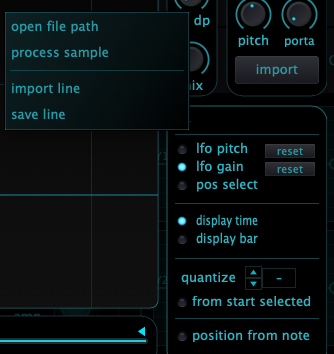 open file path
process sample
import line
save line
dp
pitch porta
import
lfo pitch reset
lfo gain reset
pos select
display time
display bar
quantize -
from start selected
position from note